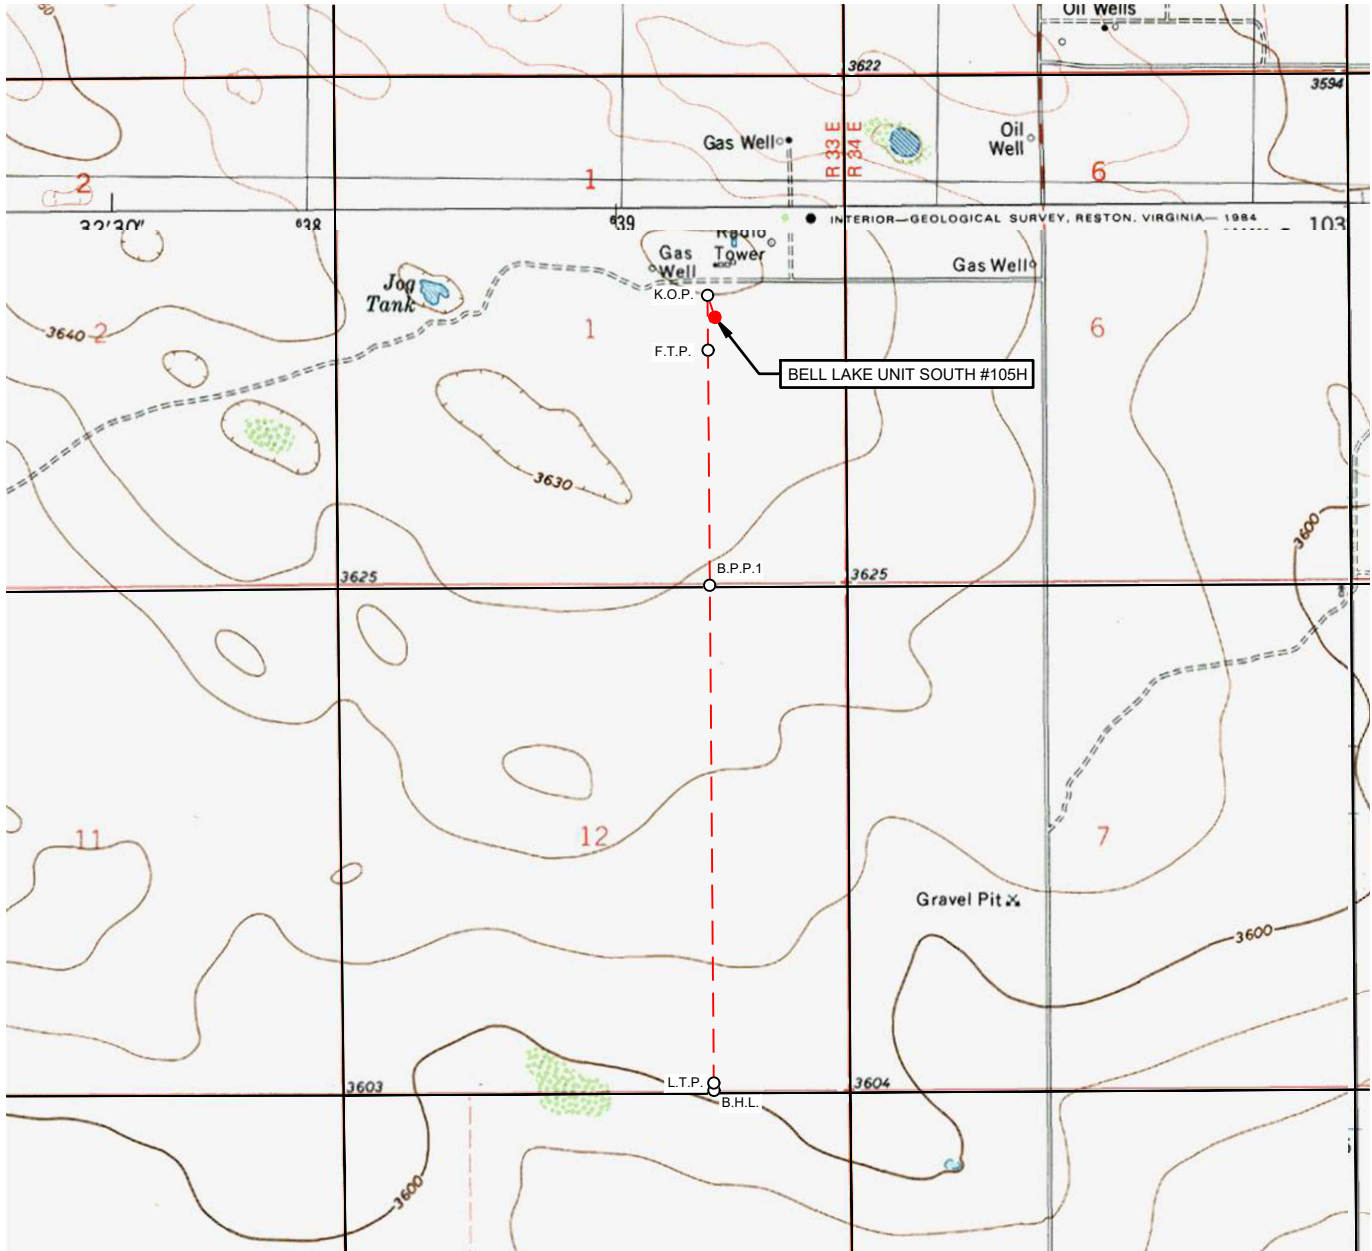 Oil Wells
3622
3594
Gas Well
R 33 E
R 34 E
Oil
Well
2
1
6
32'30"
638
639
INTERIOR—GEOLOGICAL SURVEY, RESTON, VIRGINIA—1984
103
Radio
Tower
Gas
Well
Gas Well
Jog
Tank
K.O.P.
3640
2
1
6
F.T.P.
BELL LAKE UNIT SOUTH #105H
3630
3600
B.P.P.1
3625
3625
11
12
7
Gravel Pit
3600
L.T.P.
3603
3604
B.H.L.
3600